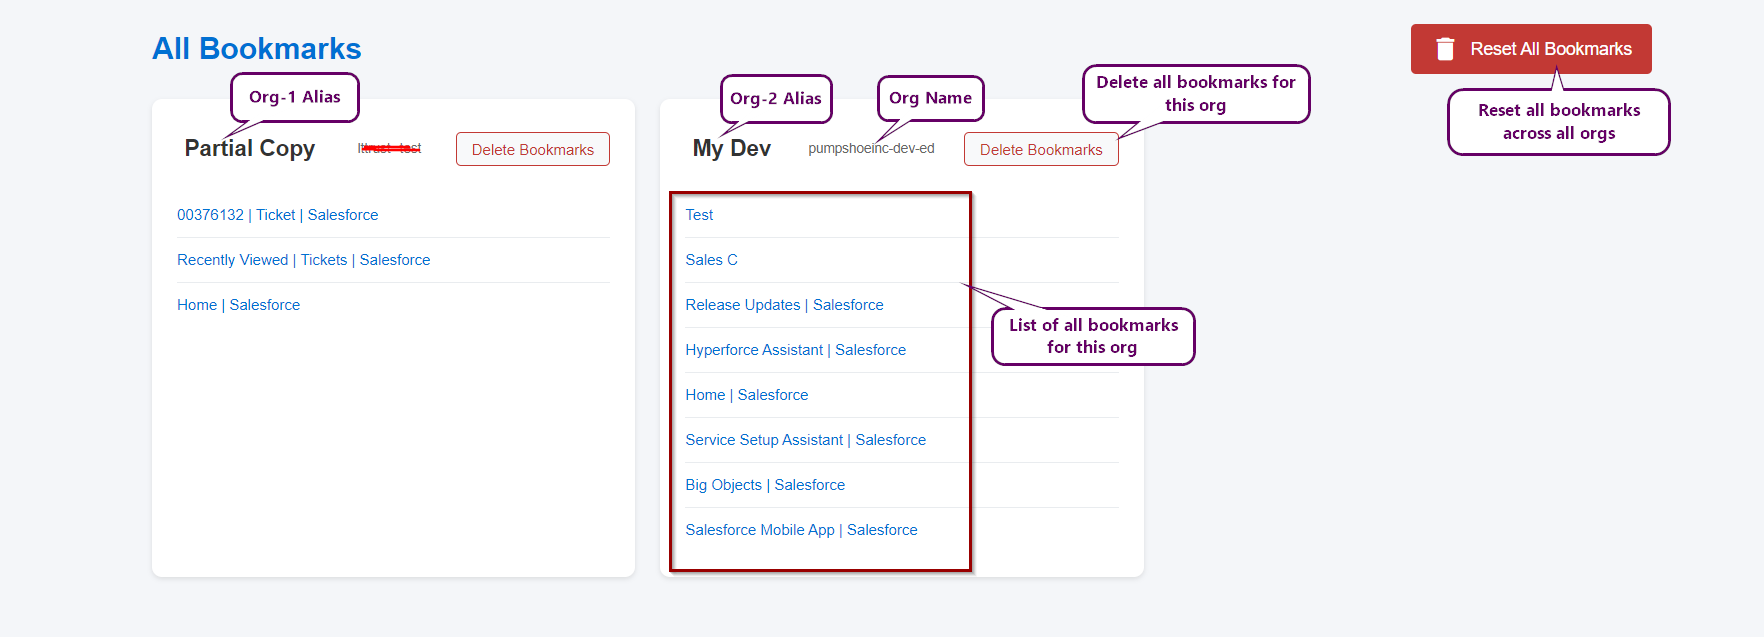 All Bookmarks
Reset All Bookmarks
Reset all bookmarks
across all orgs
Org-1 Alias
Partial Copy
Delete Bookmarks
00376132 | Ticket | Salesforce
Recently Viewed | Tickets | Salesforce
Home | Salesforce
Org-2 Alias
Org Name
Delete all bookmarks for
this org
My Dev
pumpshoeinc-dev-ed
Delete Bookmarks
Test
Sales C
Release Updates | Salesforce
Hyperforce Assistant | Salesforce
Home | Salesforce
Service Setup Assistant | Salesforce
Big Objects | Salesforce
Salesforce Mobile App | Salesforce
List of all bookmarks
for this org